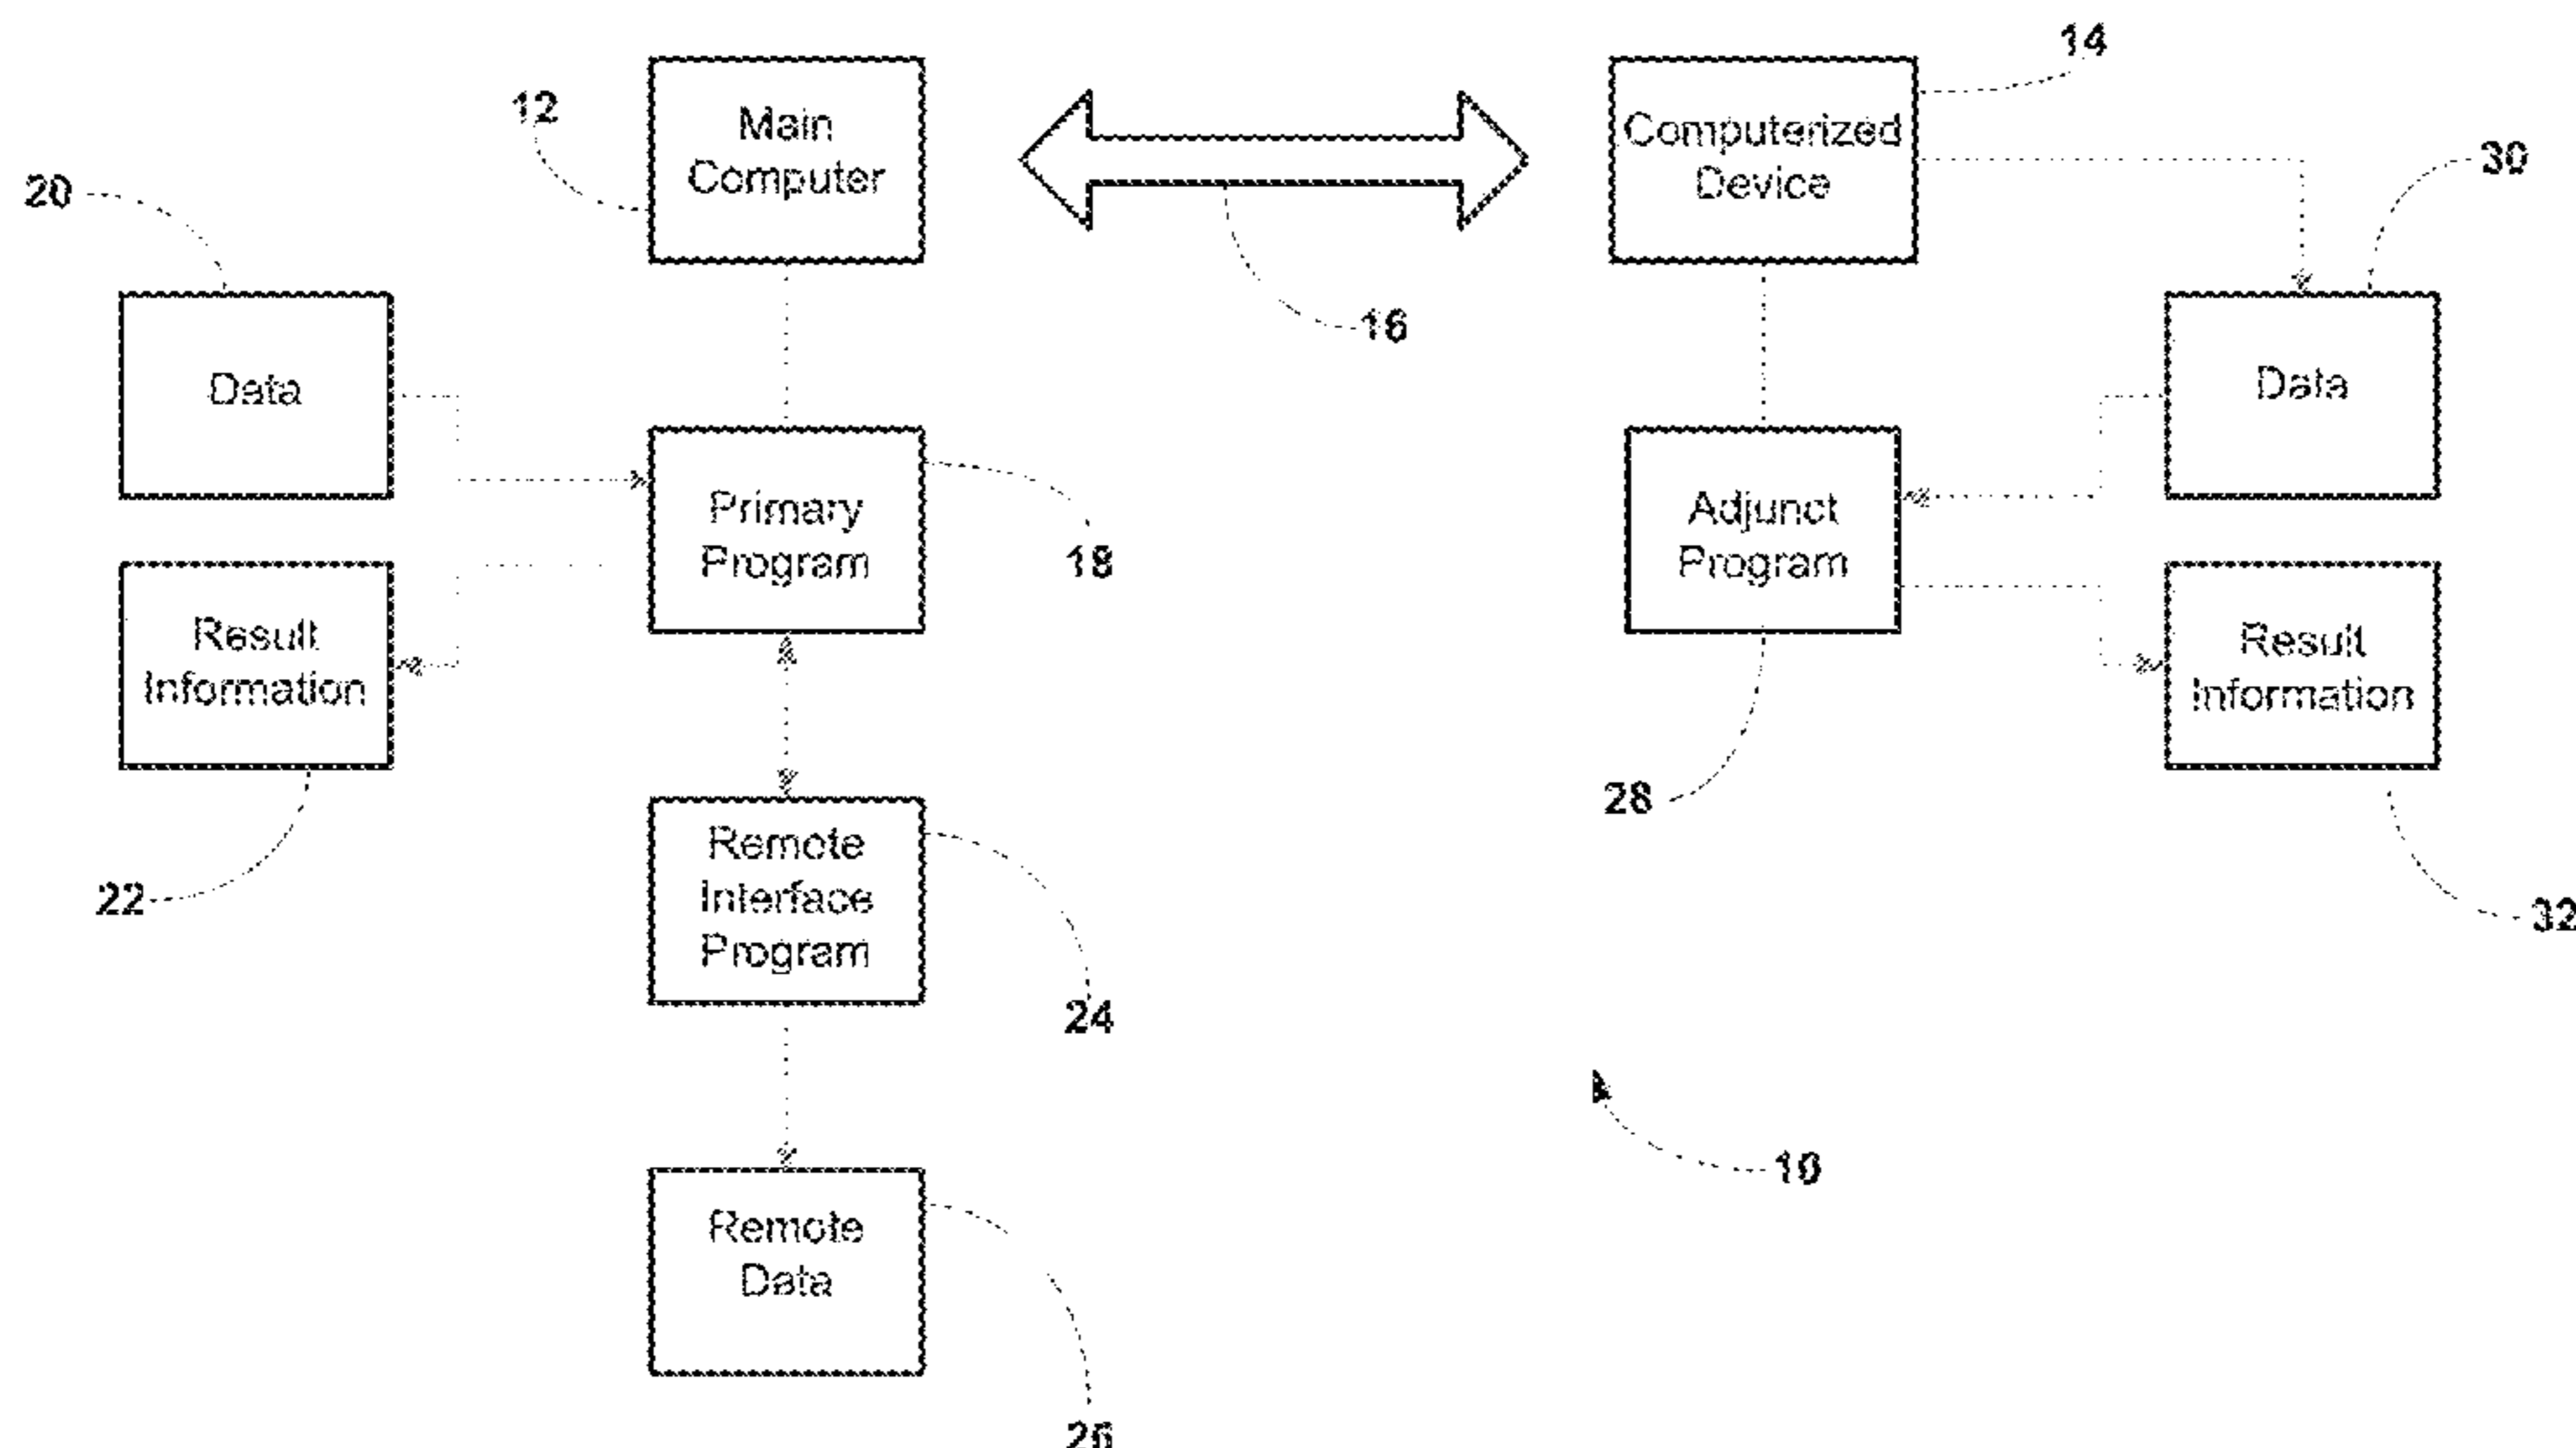 14
12
Main
Computer
Computerized
Device
30
20
16
Data
Data
Primary
Program
18
Adjunct
Program
Result
Information
Result
Information
28
Remote
Interface
Program
22
32
24
10
Remote
Data
26